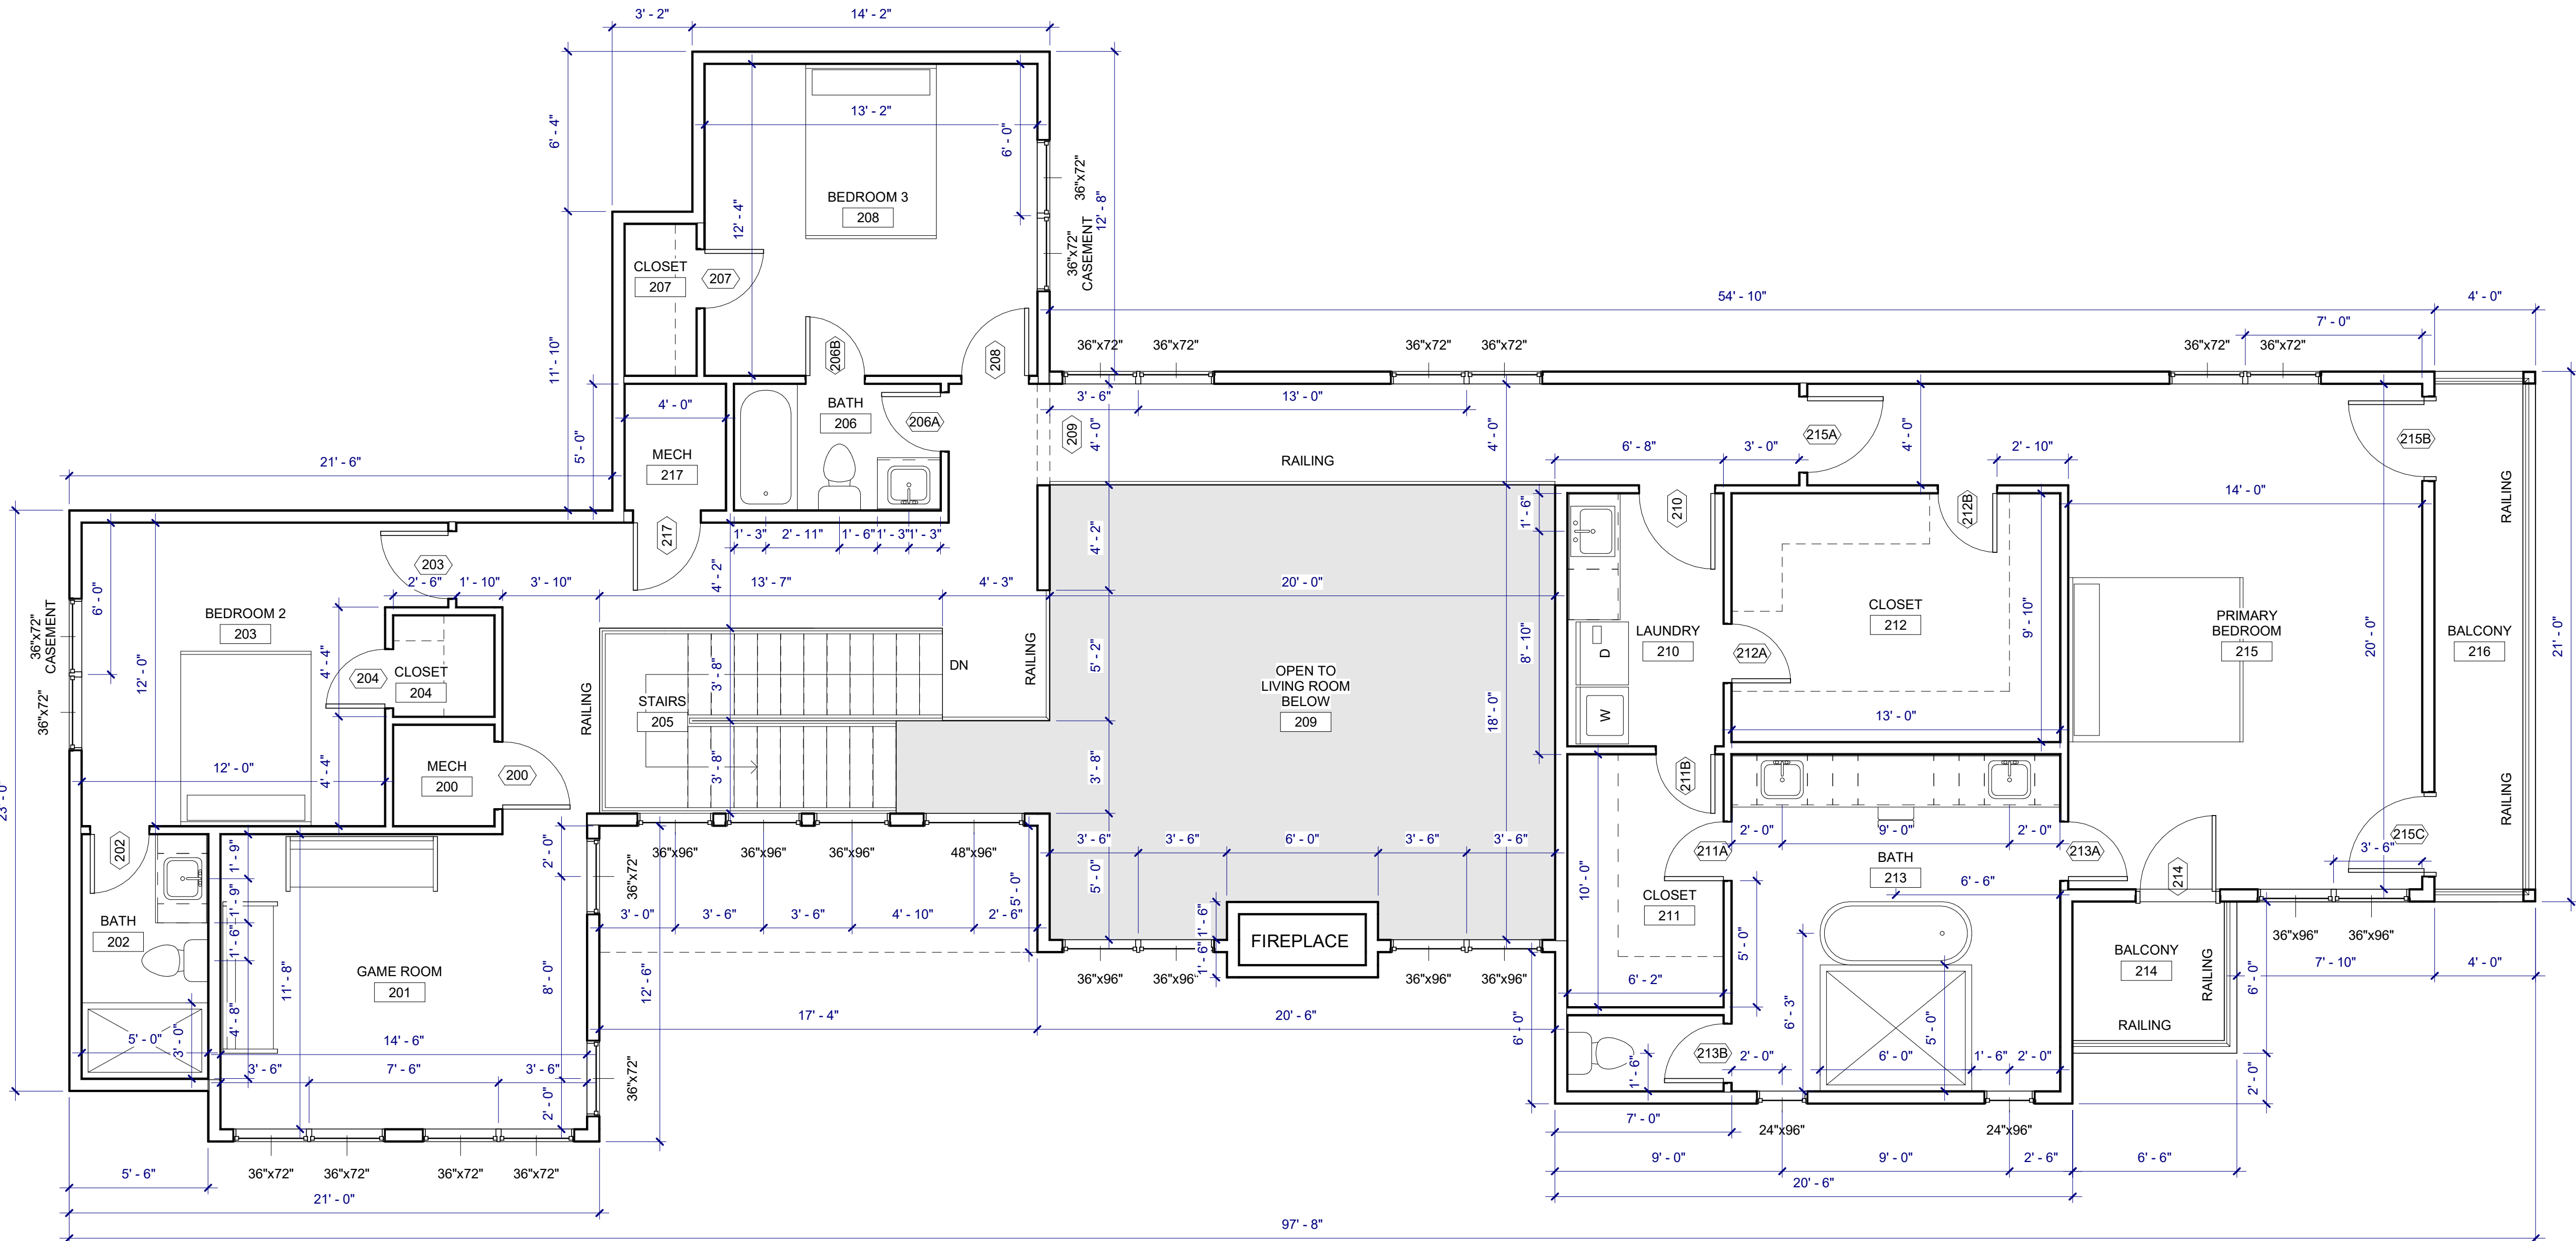 3' - 2"
14' - 2"
6' - 4"
13' - 2"
6' - 0"
12' - 4"
BEDROOM 3
208
36"x72"
36"x72"
CASEMENT
12' - 8"
CLOSET
207
207
11' - 10"
206B
208
54' - 10"
4' - 0"
7' - 0"
36"x72"
36"x72"
36"x72"
36"x72"
36"x72"
36"x72"
4' - 0"
BATH
206
206A
209
3' - 6"
13' - 0"
4' - 0"
4' - 0"
215A
4' - 0"
215B
21' - 6"
5' - 0"
MECH
217
RAILING
6' - 8"
3' - 0"
2' - 10"
14' - 0"
RAILING
217
1' - 3"
2' - 11"
1' - 6"
1' - 3"
1' - 3"
4' - 2"
4' - 2"
1' - 6"
210
212B
203
2' - 6"
1' - 10"
3' - 10"
13' - 7"
4' - 3"
20' - 0"
6' - 0"
36"x72"
CASEMENT
36"x72"
BEDROOM 2
203
12' - 0"
4' - 4"
204
CLOSET
204
RAILING
STAIRS
205
3' - 8"
DN
RAILING
5' - 2"
OPEN TO
LIVING ROOM
BELOW
209
18' - 0"
8' - 10"
LAUNDRY
210
D
W
212A
CLOSET
212
9' - 10"
13' - 0"
PRIMARY
BEDROOM
215
20' - 0"
BALCONY
216
21' - 0"
23' - 0"
12' - 0"
4' - 4"
MECH
200
200
3' - 8"
3' - 8"
211B
RAILING
202
1' - 9"
2' - 0"
36"x72"
36"x96"
36"x96"
36"x96"
48"x96"
3' - 6"
3' - 6"
6' - 0"
3' - 6"
3' - 6"
211A
2' - 0"
9' - 0"
2' - 0"
213A
BATH
213
6' - 6"
214
215C
3' - 6"
BATH
202
1' - 9"
1' - 6"
4' - 8"
3' - 0"
5' - 0"
11' - 8"
GAME ROOM
201
14' - 6"
8' - 0"
3' - 6"
7' - 6"
3' - 6"
2' - 0"
12' - 6"
36"x72"
3' - 0"
3' - 6"
3' - 6"
4' - 10"
2' - 6"
5' - 0"
5' - 0"
1' - 6"
1' - 6"
FIREPLACE
36"x96"
36"x96"
36"x96"
36"x96"
10' - 0"
CLOSET
211
6' - 2"
5' - 0"
6' - 3"
5' - 0"
BALCONY
214
RAILING
RAILING
6' - 0"
36"x96"
36"x96"
7' - 10"
4' - 0"
17' - 4"
20' - 6"
6' - 0"
1' - 6"
213B
2' - 0"
6' - 0"
1' - 6"
2' - 0"
2' - 0"
7' - 0"
24"x96"
24"x96"
5' - 6"
36"x72"
36"x72"
36"x72"
36"x72"
9' - 0"
9' - 0"
2' - 6"
6' - 6"
20' - 6"
21' - 0"
97' - 8"